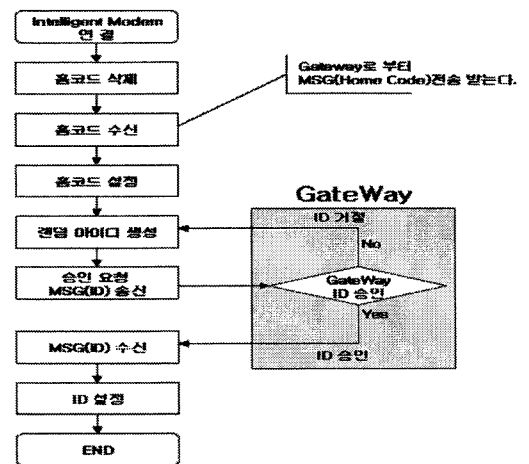 Intelligent Modem
연 결
홈코드 삭제
Gateway로 부터
MSG(Home Code)전송 받는다.
홈코드 수신
홈코드 설정
GateWay
ID 거절
랜덤 아이디 생성
No
승인 요청
MSG(ID) 송신
GateWay
ID 승인
Yes
MSG(ID) 수신
ID 승인
ID 설정
END